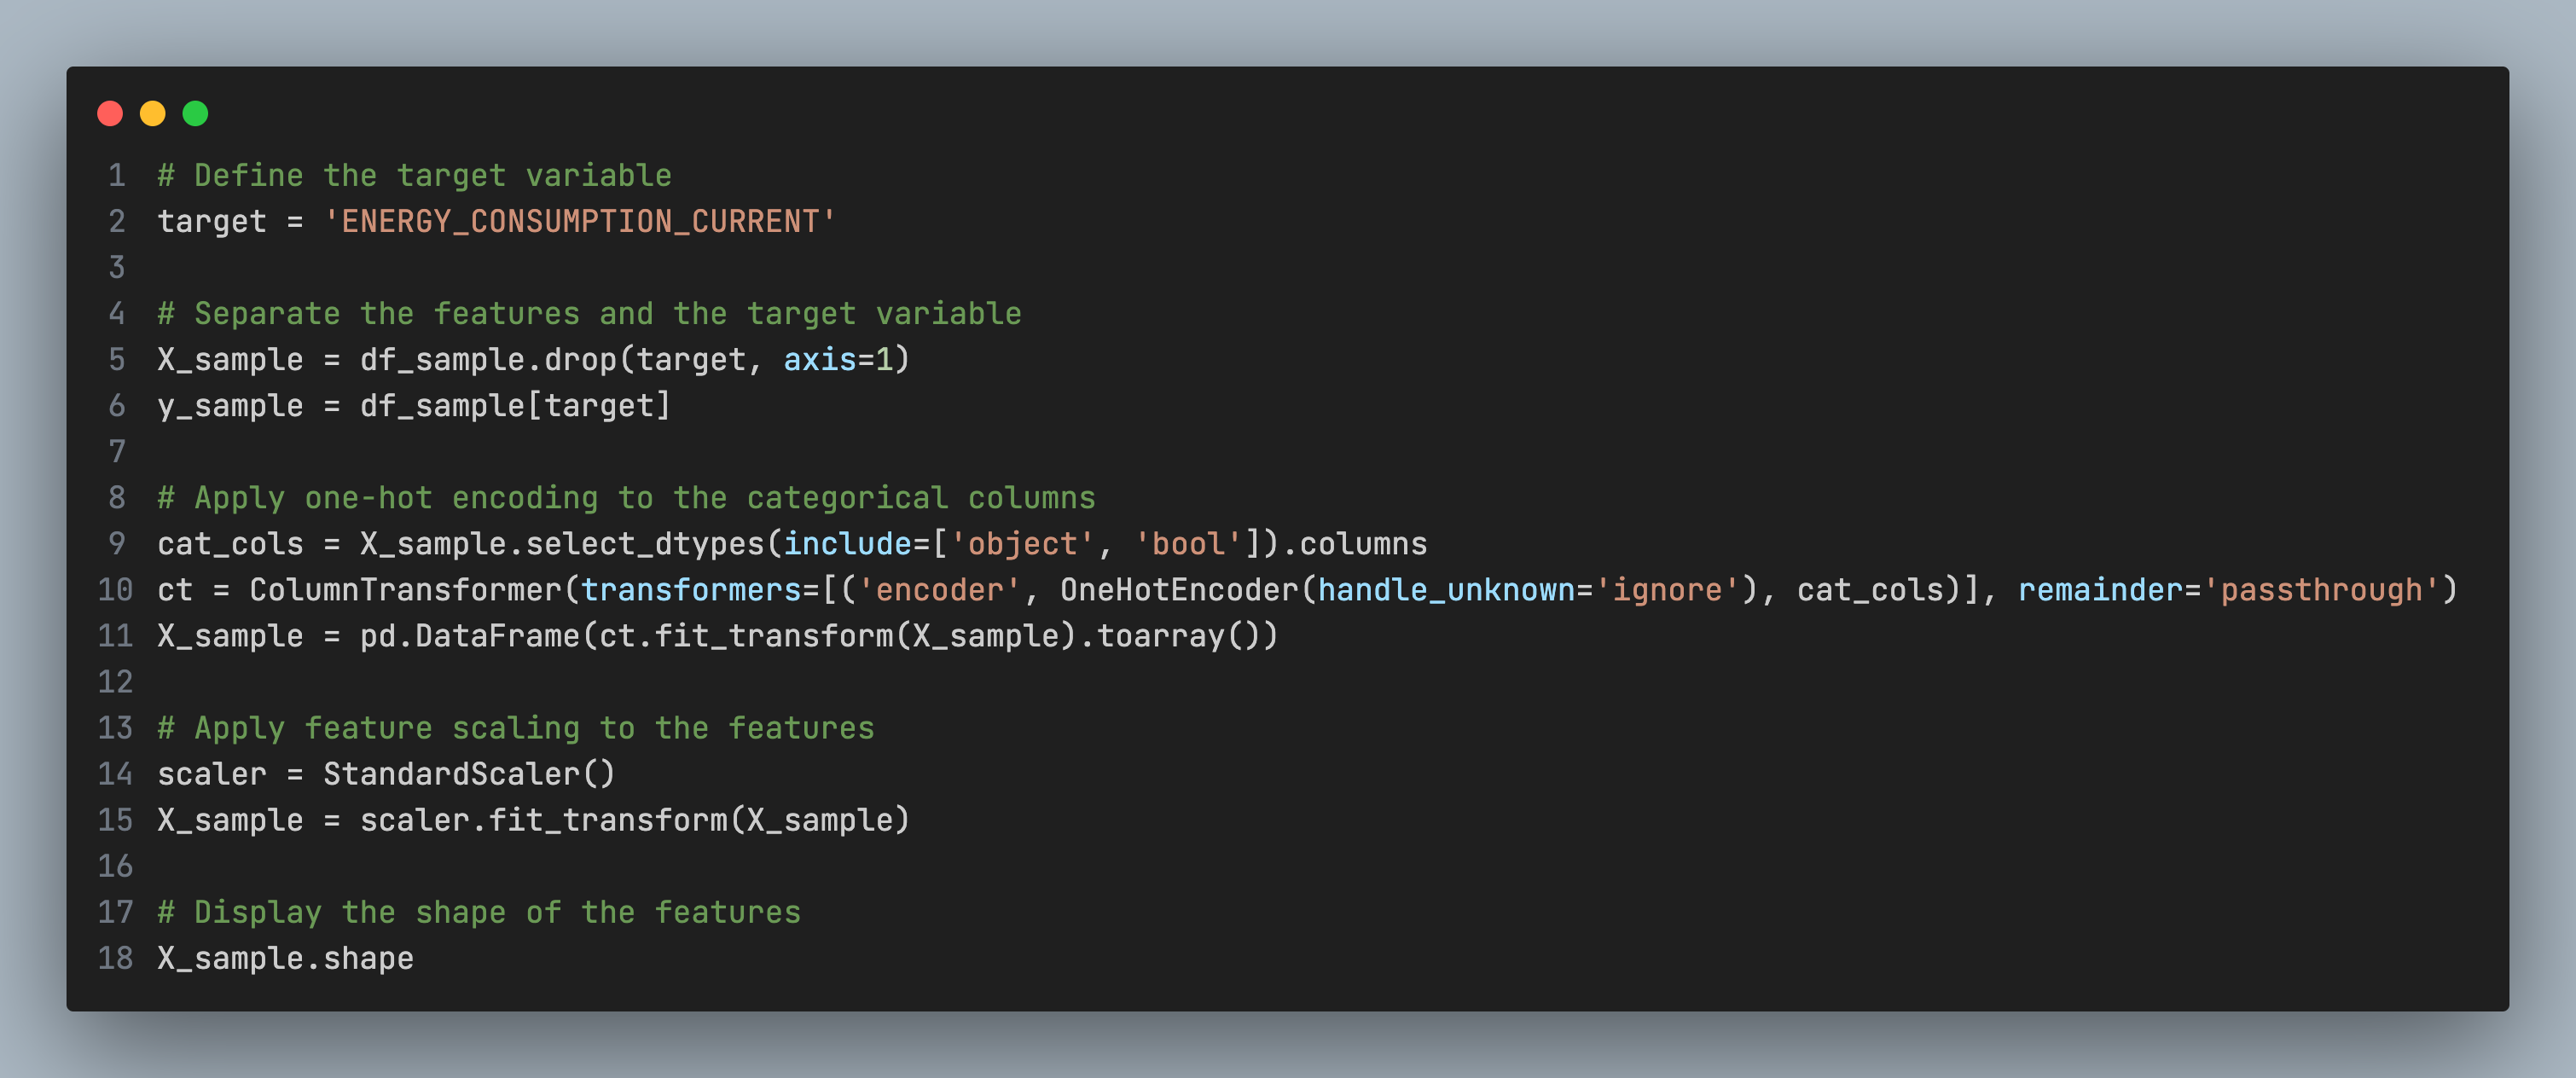 1 # Define the target variable
2 target = 'ENERGY_CONSUMPTION_CURRENT'
3
4 # Separate the features and the target variable
5 X_sample = df_sample.drop(target, axis=1)
6 y_sample = df_sample[target]
7
8 # Apply one-hot encoding to the categorical columns
9 cat_cols = X_sample.select_dtypes(include=['object', 'bool']).columns
10 ct = ColumnTransformer(transformers=[('encoder', OneHotEncoder(handle_unknown='ignore'), cat_cols)], remainder='passthrough')
11 X_sample = pd.DataFrame(ct.fit_transform(X_sample).toarray())
12
13 # Apply feature scaling to the features
14 scaler = StandardScaler()
15 X_sample = scaler.fit_transform(X_sample)
16
17 # Display the shape of the features
18 X_sample.shape